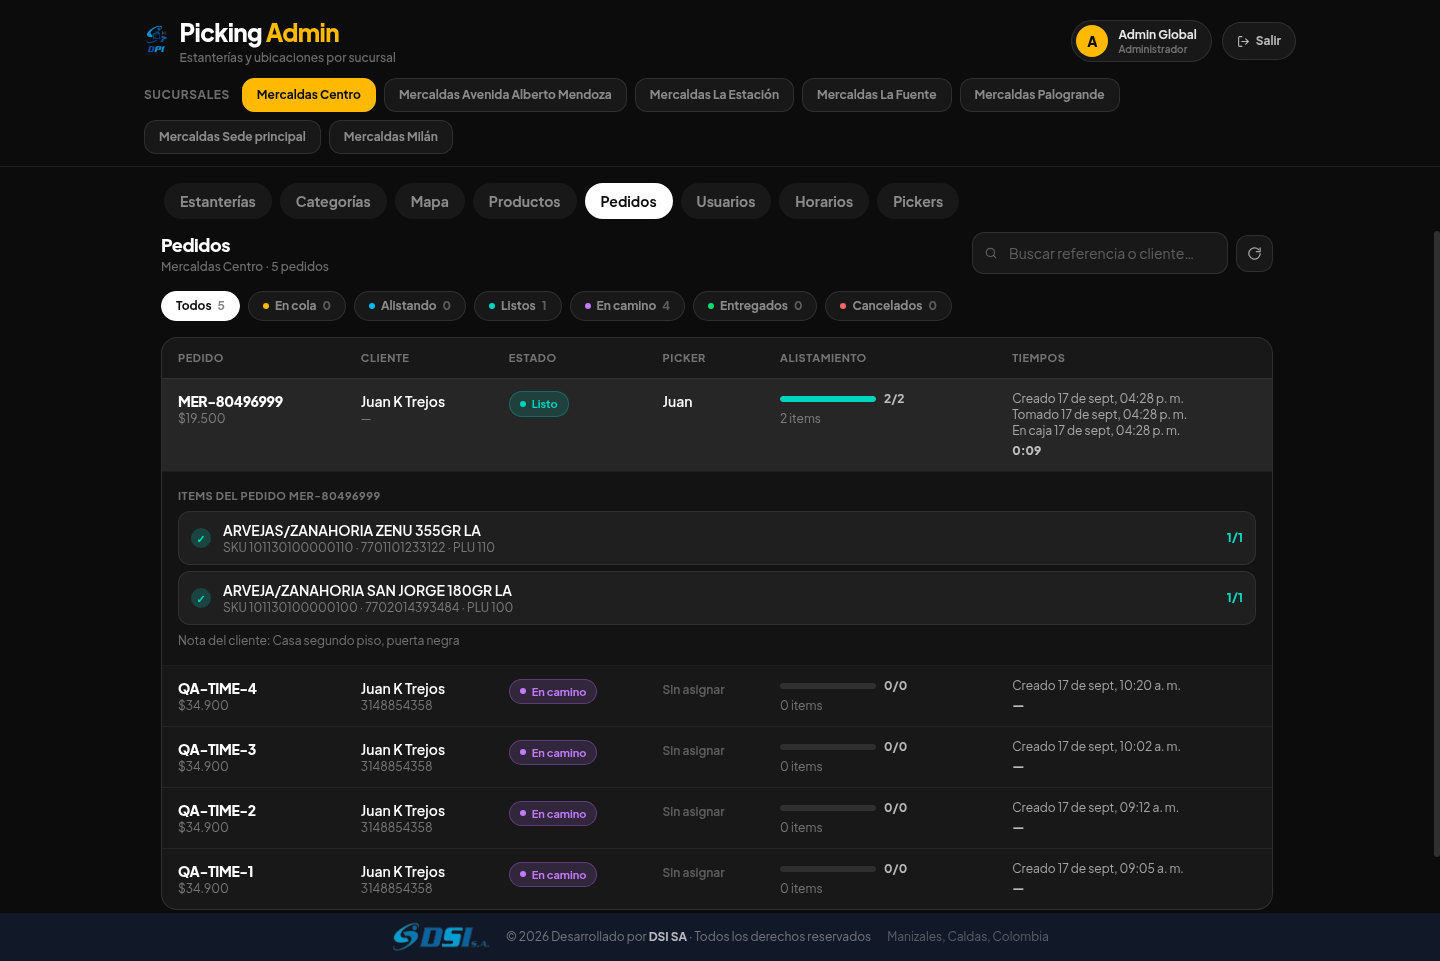 DPI
Picking Admin
Estanterías y ubicaciones por sucursal
A
Admin Global
Administrador
Salir
SUCURSALES
Mercaldas Centro
Mercaldas Avenida Alberto Mendoza
Mercaldas La Estación
Mercaldas La Fuente
Mercaldas Palogrande
Mercaldas Sede principal
Mercaldas Milán
Estanterías
Categorías
Mapa
Productos
Pedidos
Usuarios
Horarios
Pickers
Pedidos
Mercaldas Centro · 5 pedidos
Buscar referencia o cliente...
Todos 5
En cola 0
Alistando 0
Listos 1
En camino 4
Entregados 0
Cancelados 0
PEDIDO CLIENTE ESTADO PICKER ALISTAMIENTO TIEMPOS
MER-80496999
$19.500
Juan K Trejos
—
Listo
Juan
2/2
2 items
Creado 17 de sept, 04:28 p. m.
Tomado 17 de sept, 04:28 p. m.
En caja 17 de sept, 04:28 p. m.
0:09
ITEMS DEL PEDIDO MER-80496999
✓ ARVEJAS/ZANAHORIA ZENU 355GR LA
SKU 101130100000110 · 7701101233122 · PLU 110
1/1
✓ ARVEJA/ZANAHORIA SAN JORGE 180GR LA
SKU 101130100000100 · 7702014393484 · PLU 100
1/1
Nota del cliente: Casa segundo piso, puerta negra
QA-TIME-4
$34.900
Juan K Trejos
3148854358
En camino
Sin asignar
0/0
0 items
Creado 17 de sept, 10:20 a. m.
—
QA-TIME-3
$34.900
Juan K Trejos
3148854358
En camino
Sin asignar
0/0
0 items
Creado 17 de sept, 10:02 a. m.
—
QA-TIME-2
$34.900
Juan K Trejos
3148854358
En camino
Sin asignar
0/0
0 items
Creado 17 de sept, 09:12 a. m.
—
QA-TIME-1
$34.900
Juan K Trejos
3148854358
En camino
Sin asignar
0/0
0 items
Creado 17 de sept, 09:05 a. m.
—
DSI S.A.
© 2026 Desarrollado por DSI SA · Todos los derechos reservados
Manizales, Caldas, Colombia